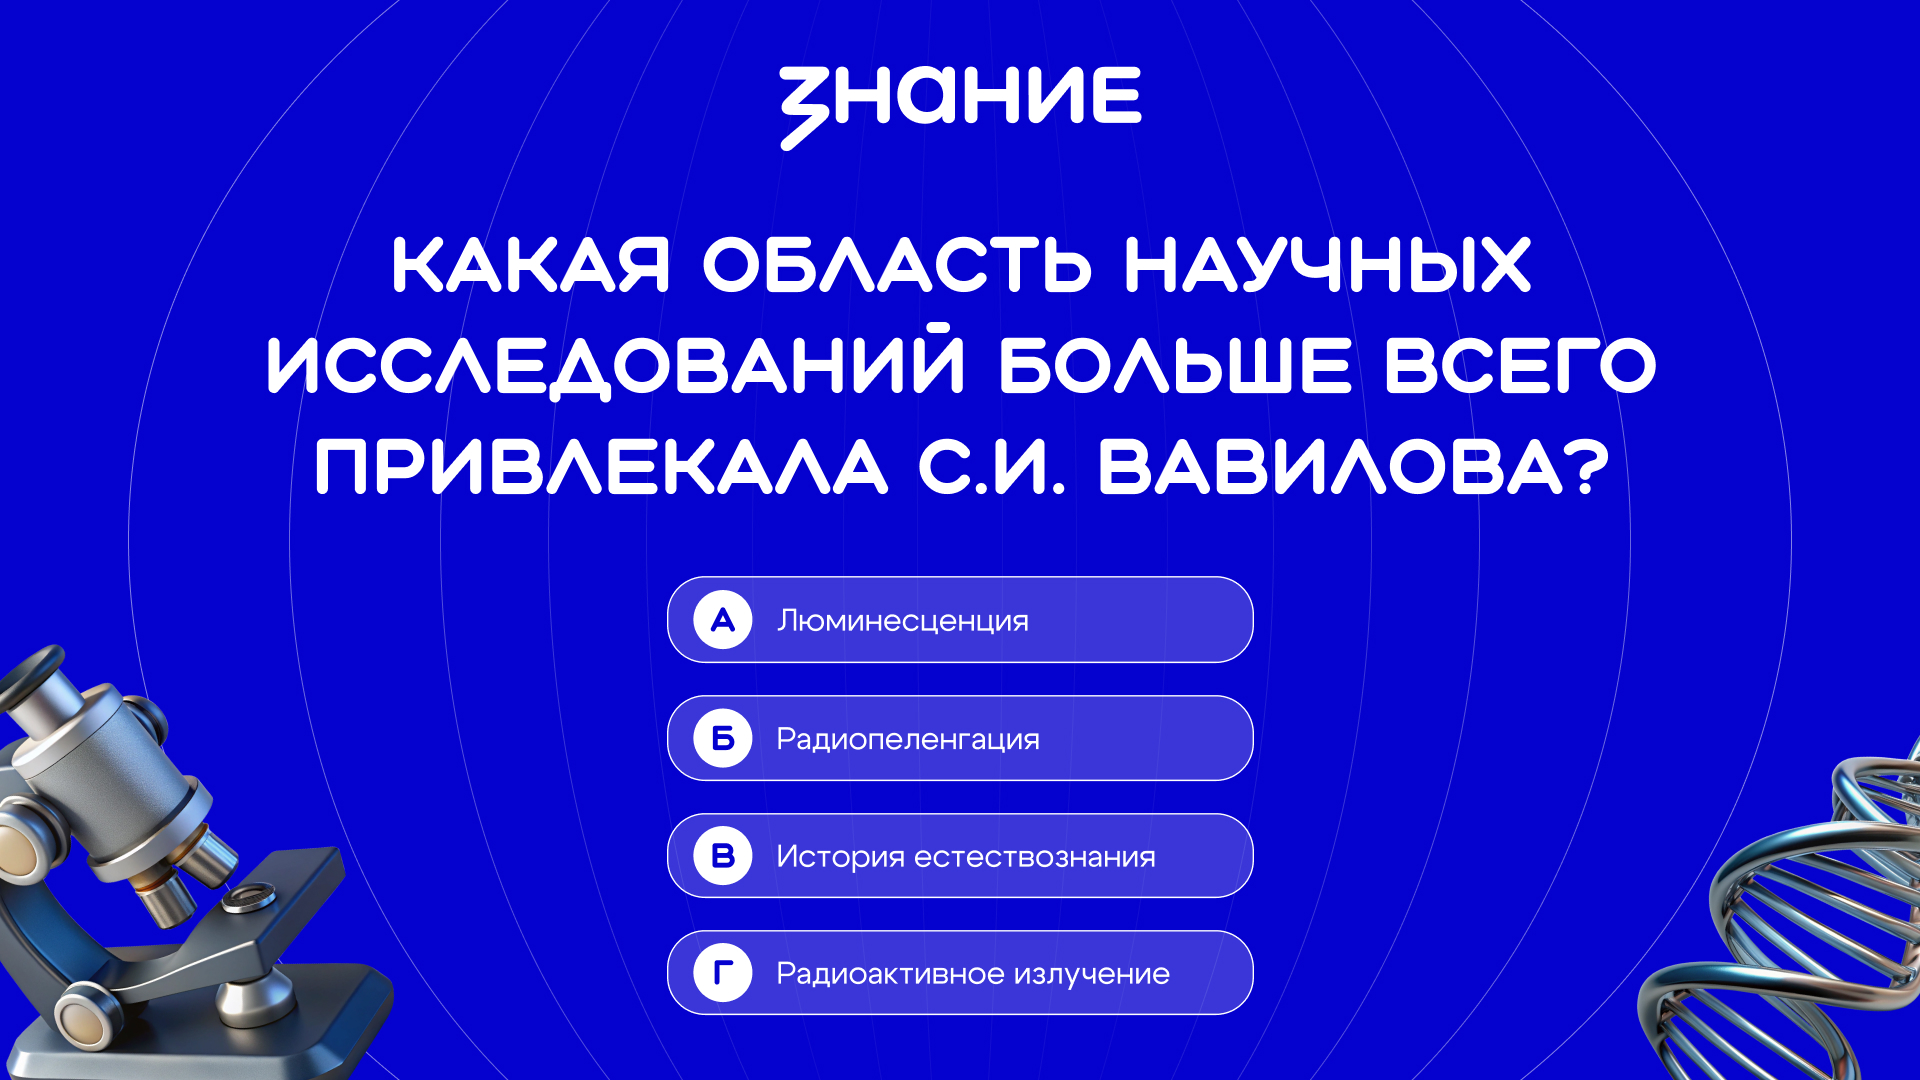 ЗНАНИЕ
КАКАЯ ОБЛАСТЬ НАУЧНЫХ
ИССЛЕДОВАНИЙ БОЛЬШЕ ВСЕГО
ПРИВЛЕКАЛА С.И. ВАВИЛОВА?
А Люминесценция
Б Радиопеленгация
В История естествознания
Г Радиоактивное излучение